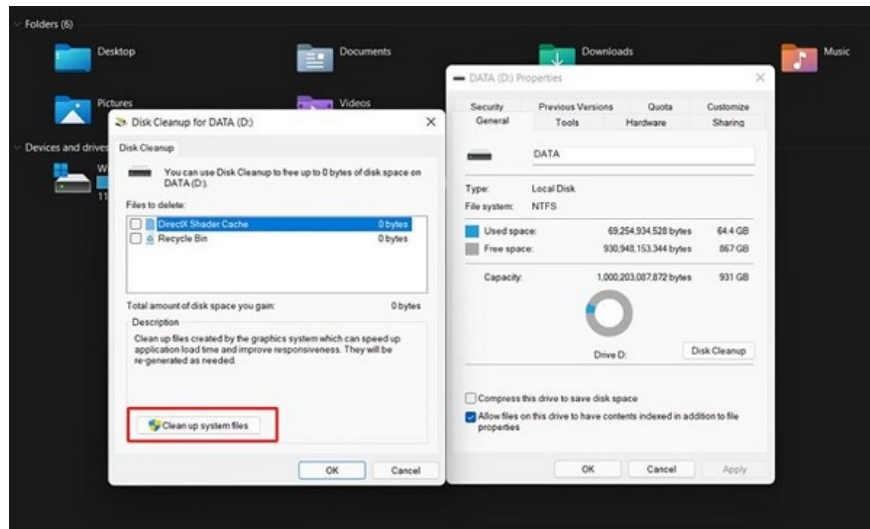 Folders (6)
Desktop
Documents
Downloads
Music
Pictures
Videos
Devices and drives
W
11
Disk Cleanup for DATA (D:)
Disk Cleanup
You can use Disk Cleanup to free up to 0 bytes of disk space on
DATA (D:).
Files to delete:
DirectX Shader Cache 0 bytes
Recycle Bin 0 bytes
Total amount of disk space you gain: 0 bytes
Description
Clean up files created by the graphics system which can speed up
application load time and improve responsiveness. They will be
re-generated as needed.
Clean up system files
OK Cancel
DATA (D:) Properties
Security Previous Versions Quota Customize
General Tools Hardware Sharing
DATA
Type: Local Disk
File system: NTFS
Used space: 69,254,934,528 bytes 64.4 GB
Free space: 930,948,153,344 bytes 867 GB
Capacity: 1,000,203,087,872 bytes 931 GB
Drive D: Disk Cleanup
Compress this drive to save disk space
Allow files on this drive to have contents indexed in addition to file
properties
OK Cancel Apply